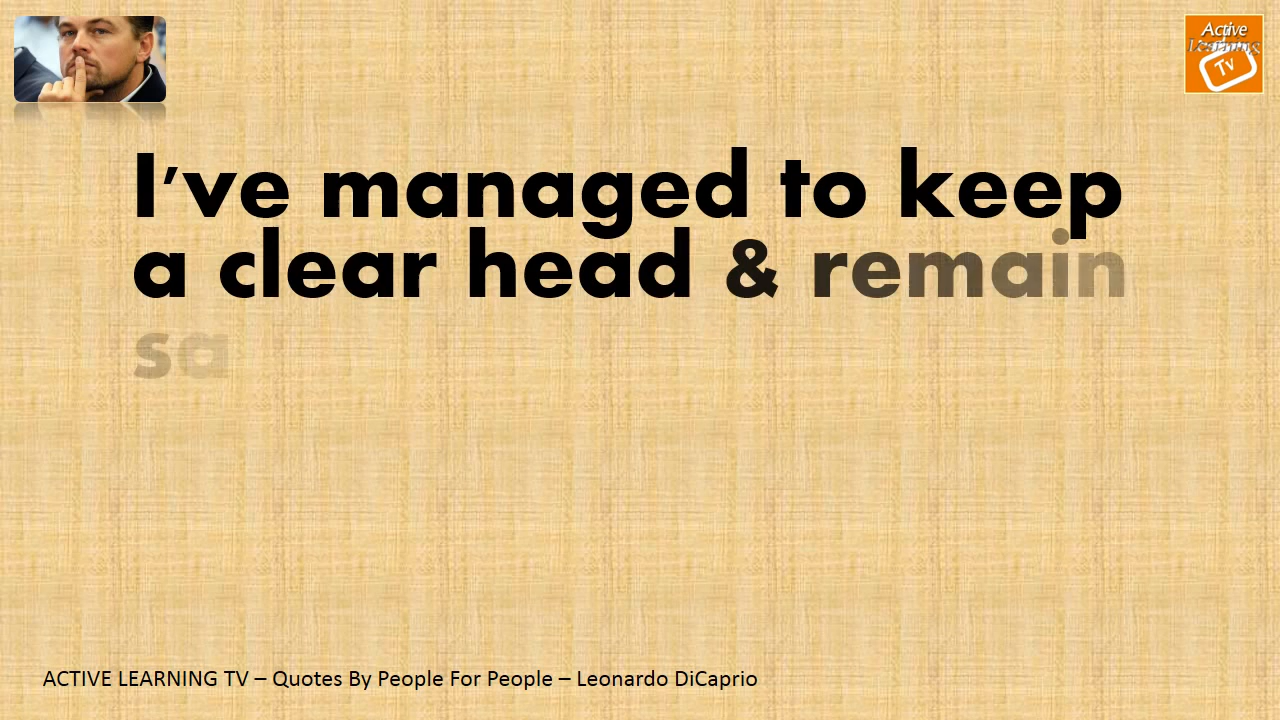 Active
Learning
Tv
I've managed to keep
a clear head & remain
sa
ACTIVE LEARNING TV – Quotes By People For People – Leonardo DiCaprio